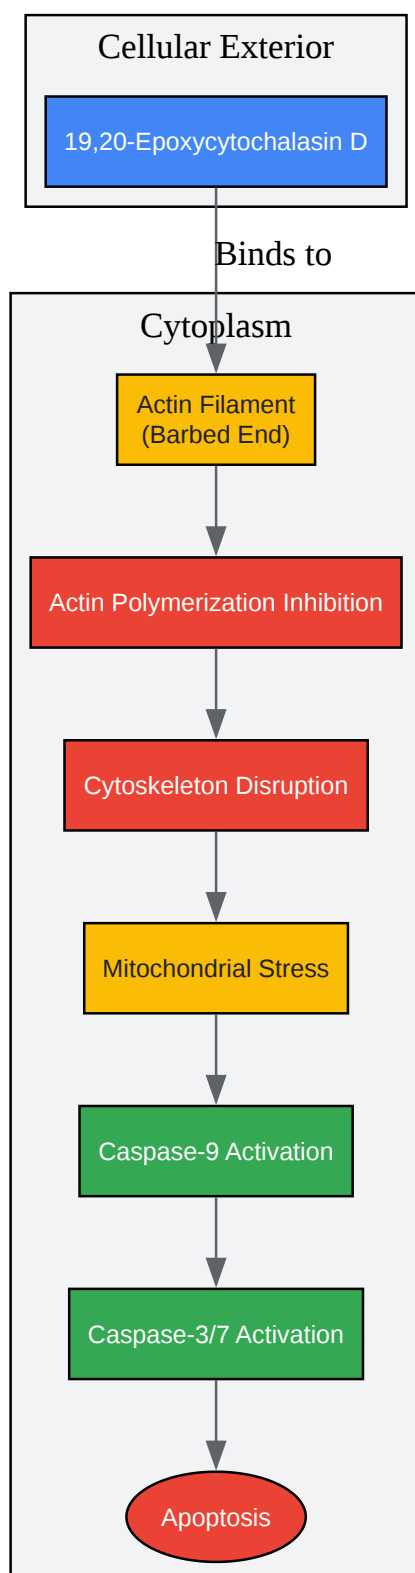 Cellular Exterior
19,20-Epoxycytochalasin D
Binds to
Cytoplasm
Actin Filament
(Barbed End)
Actin Polymerization Inhibition
Cytoskeleton Disruption
Mitochondrial Stress
Caspase-9 Activation
Caspase-3/7 Activation
Apoptosis